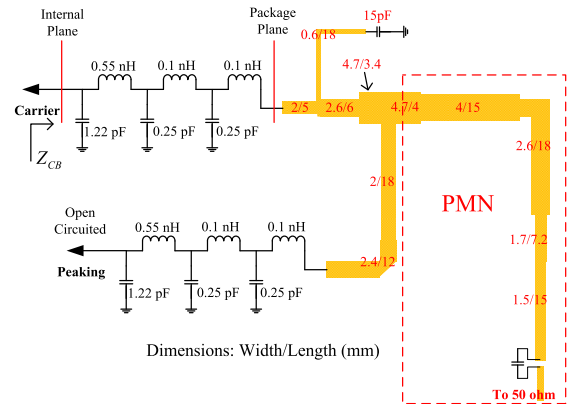 Internal
Plane
Package
Plane
15pF
0.6/18
4.7/3.4
0.55 nH
0.1 nH
0.1 nH
Carrier
2/5
2.6/6
4.7/4
4/15
1.22 pF
0.25 pF
0.25 pF
Z_CB
2.6/18
2/18
PMN
Open
Circuited
0.55 nH
0.1 nH
0.1 nH
1.7/7.2
Peaking
2.4/12
1.22 pF
0.25 pF
0.25 pF
1.5/15
Dimensions: Width/Length (mm)
To 50 ohm